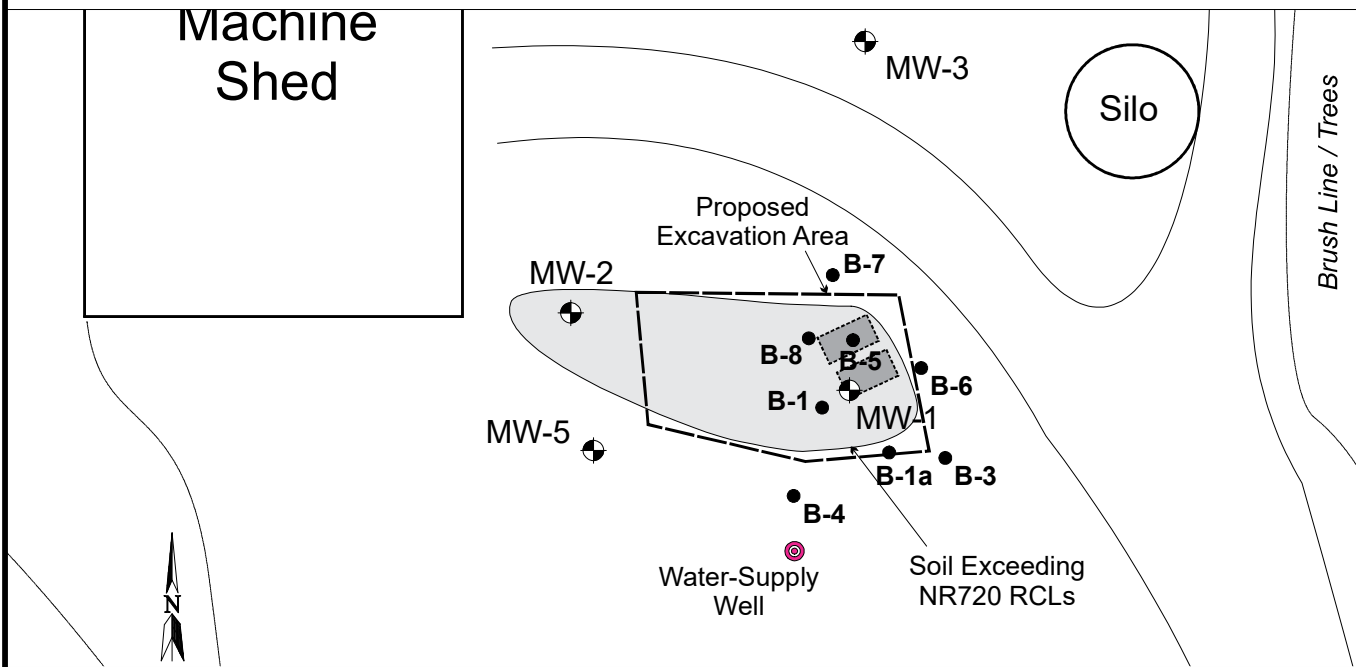 Machine
Shed
MW-3
Silo
Brush Line / Trees
Proposed
Excavation Area
B-7
MW-2
B-8
B-5
B-6
B-1
MW-1
MW-5
B-1a
B-3
B-4
Water-Supply
Well
Soil Exceeding
NR720 RCLs
N